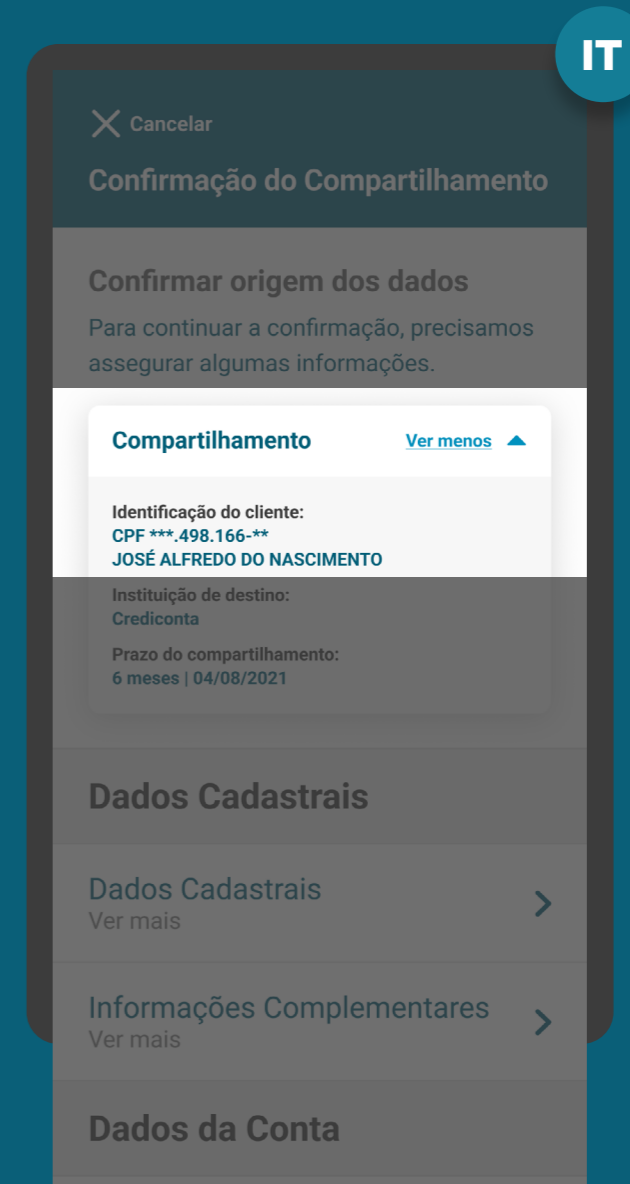 IT
Cancelar
Confirmação do Compartilhamento
Confirmar origem dos dados
Para continuar a confirmação, precisamos
assegurar algumas informações.
Compartilhamento Ver menos
Identificação do cliente:
CPF ***.498.166-**
JOSÉ ALFREDO DO NASCIMENTO
Instituição de destino:
Crediconta
Prazo do compartilhamento:
6 meses | 04/08/2021
Dados Cadastrais
Dados Cadastrais
Ver mais
Informações Complementares
Ver mais
Dados da Conta